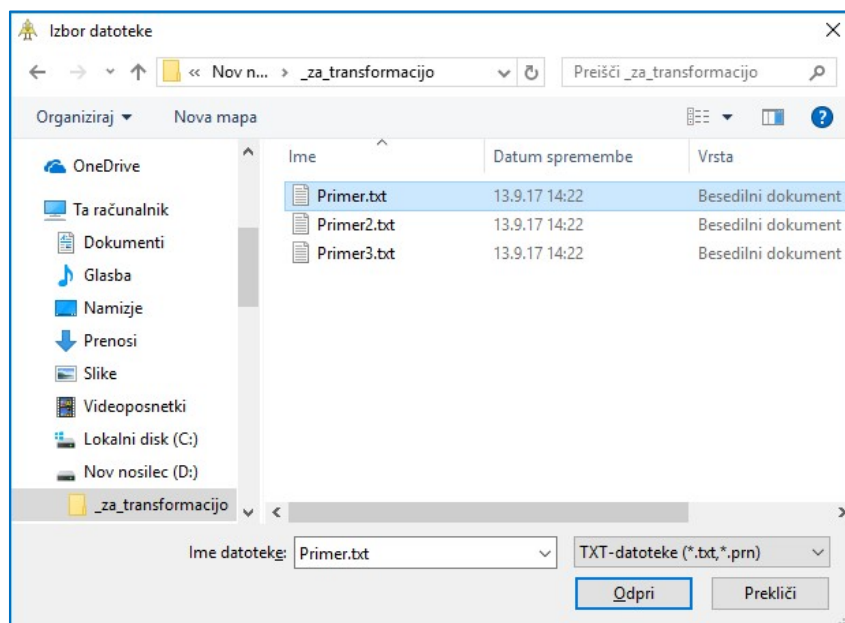 Izbor datoteke
« Nov n... › _za_transformacijo
Preišči _za_transformacijo
Organiziraj
Nova mapa
OneDrive
Ta računalnik
Dokumenti
Glasba
Namizje
Prenosi
Slike
Videoposnetki
Lokalni disk (C:)
Nov nosilec (D:)
_za_transformacijo
Ime Datum spremembe Vrsta
Primer.txt 13.9.17 14:22 Besedilni dokument
Primer2.txt 13.9.17 14:22 Besedilni dokument
Primer3.txt 13.9.17 14:22 Besedilni dokument
Ime datoteke: Primer.txt
TXT-datoteke (*.txt,*.prn)
Odpri Prekliči